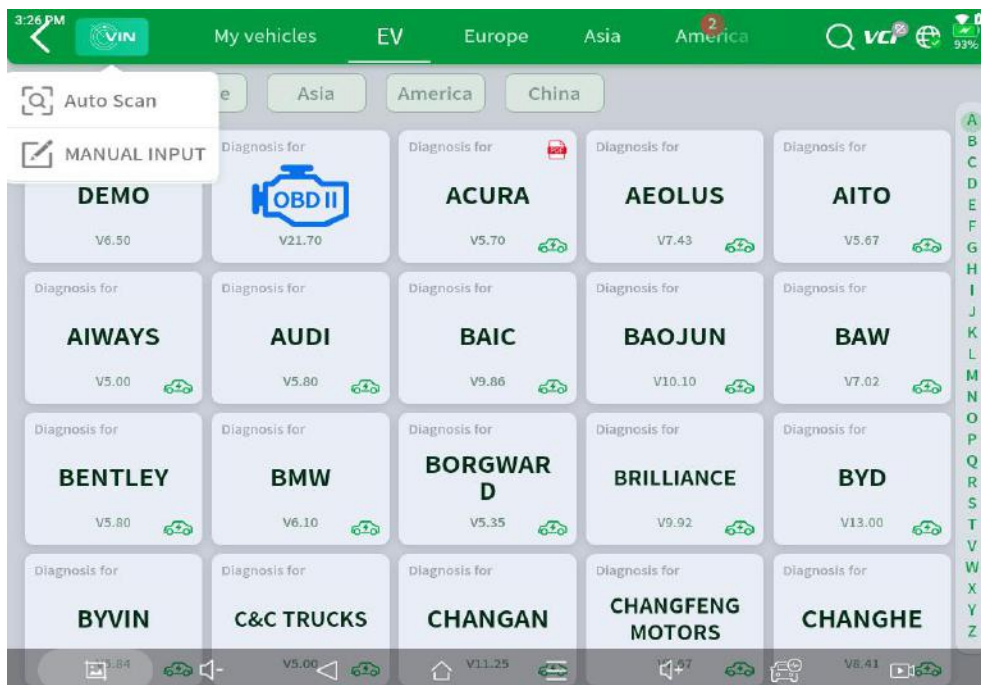 3:26 PM
VIN
My vehicles
EV
Europe
Asia
America
2
VCI
93%
Auto Scan
MANUAL INPUT
e
Asia
America
China
DEMO
V6.50
Diagnosis for
OBD II
V21.70
Diagnosis for
PDF
ACURA
V5.70
Diagnosis for
AEOLUS
V7.43
Diagnosis for
AITO
V5.67
Diagnosis for
AIWAYS
V5.00
Diagnosis for
AUDI
V5.80
Diagnosis for
BAIC
V9.86
Diagnosis for
BAOJUN
V10.10
Diagnosis for
BAW
V7.02
Diagnosis for
BENTLEY
V5.80
Diagnosis for
BMW
V6.10
Diagnosis for
BORGWAR
D
V5.35
Diagnosis for
BRILLIANCE
V9.92
Diagnosis for
BYD
V13.00
Diagnosis for
BYVIN
Diagnosis for
C&C TRUCKS
V5.00
Diagnosis for
CHANGAN
V11.25
Diagnosis for
CHANGFENG
MOTORS
Diagnosis for
CHANGHE
V8.41
A
B
C
D
E
F
G
H
I
J
K
L
M
N
O
P
Q
R
S
T
V
W
X
Y
Z